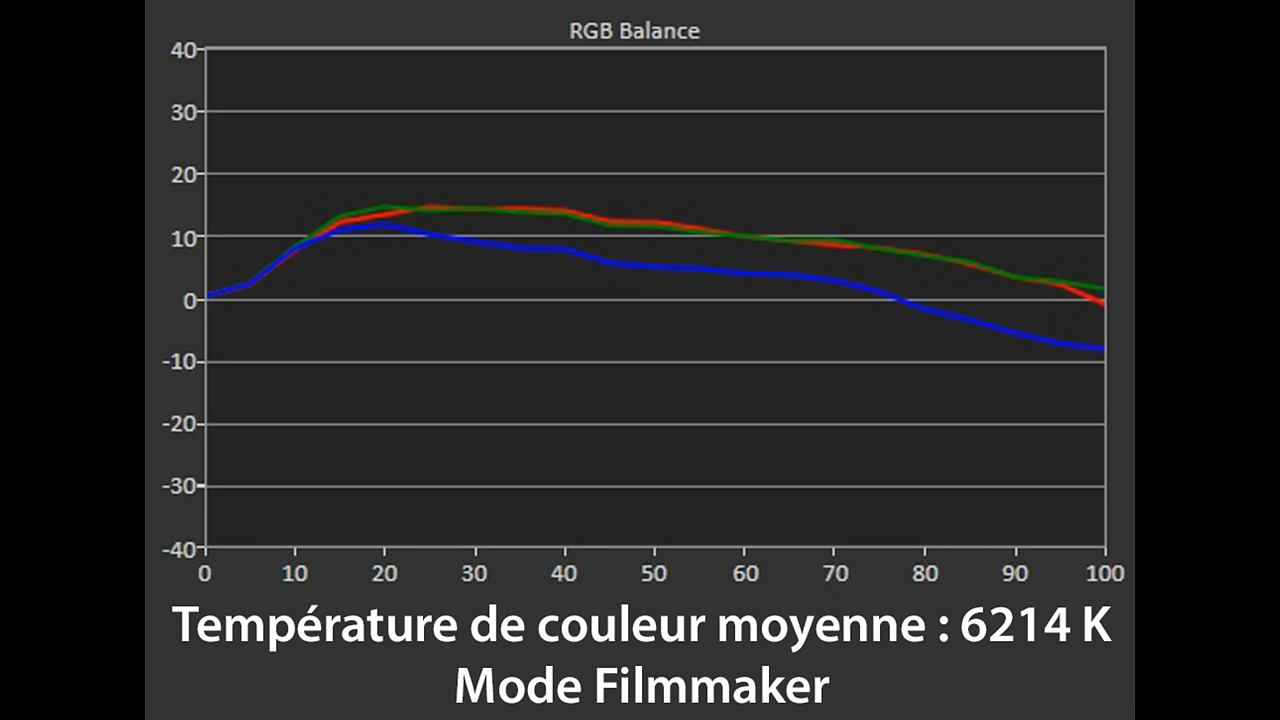 RGB Balance
40
30
20
10
0
-10
-20
-30
-40
0 10 20 30 40 50 60 70 80 90 100
Température de couleur moyenne : 6214 K
Mode Filmmaker